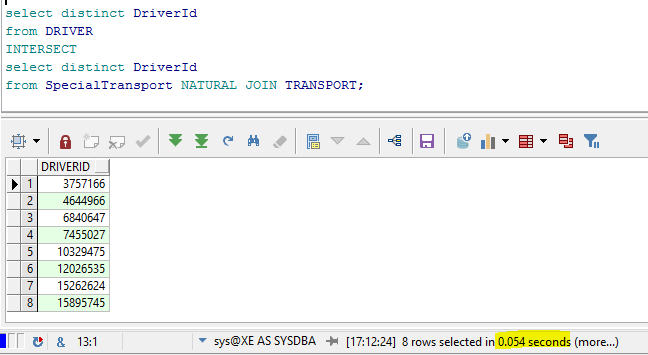 select distinct DriverId
from DRIVER
INTERSECT
select distinct DriverId
from SpecialTransport NATURAL JOIN TRANSPORT;
DRIVERID
1 3757166
2 4644966
3 6840647
4 7455027
5 10329475
6 12026535
7 15262624
8 15895745
& 13:1 sys@XE AS SYSDBA [17:12:24] 8 rows selected in 0.054 seconds (more...)